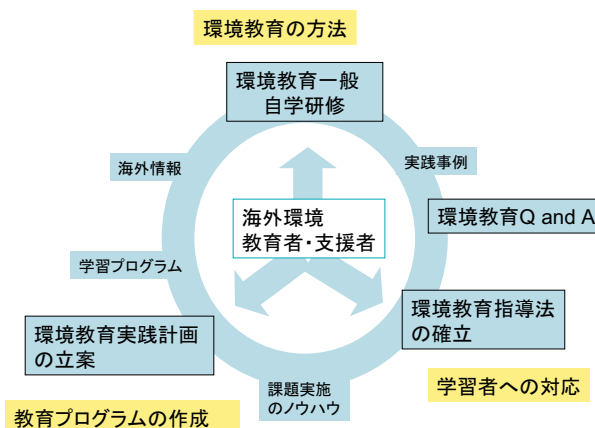 環境教育の方法
環境教育一般
自学研修
海外情報
実践事例
海外環境
教育者・支援者
環境教育Q and A
学習プログラム
環境教育実践計画
の立案
環境教育指導法
の確立
課題実施
のノウハウ
学習者への対応
教育プログラムの作成